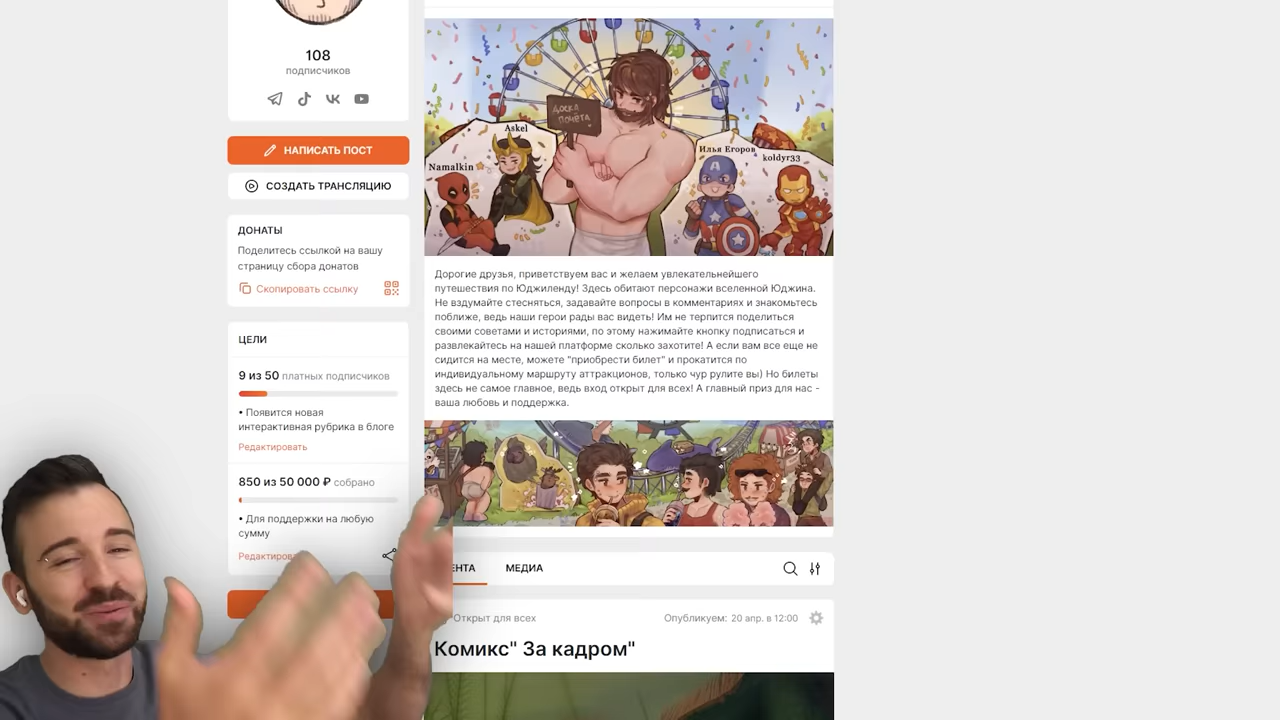 108
подписчиков
НАПИСАТЬ ПОСТ
СОЗДАТЬ ТРАНСЛЯЦИЮ
ДОНАТЫ
Поделитесь ссылкой на вашу
страницу сбора донатов
Скопировать ссылку
ЦЕЛИ
9 из 50 платных подписчиков
• Появится новая
интерактивная рубрика в блоге
Редактировать
850 из 50 000 ₽ собрано
• Для поддержки на любую
сумму
ДОСКА
ПОЧЁТА
Askel
Namalkin
Илья Егоров
koldyr33
Дорогие друзья, приветствуем вас и желаем увлекательнейшего
путешествия по Юджиленду! Здесь обитают персонажи вселенной Юджина.
Не вздумайте стесняться, задавайте вопросы в комментариях и знакомьтесь
поближе, ведь наши герои рады вас видеть! Им не терпится поделиться
своими советами и историями, по этому нажимайте кнопку подписаться и
развлекайтесь на нашей платформе сколько захотите! А если вам все еще не
сидится на месте, можете "приобрести билет" и прокатится по
индивидуальному маршруту аттракционов, только чур рулите вы) Но билеты
здесь не самое главное, ведь вход открыт для всех! А главный приз для нас -
ваша любовь и поддержка.
МЕДИА
Открыт для всех
Опубликуем: 20 апр. в 12:00
Комикс" За кадром"